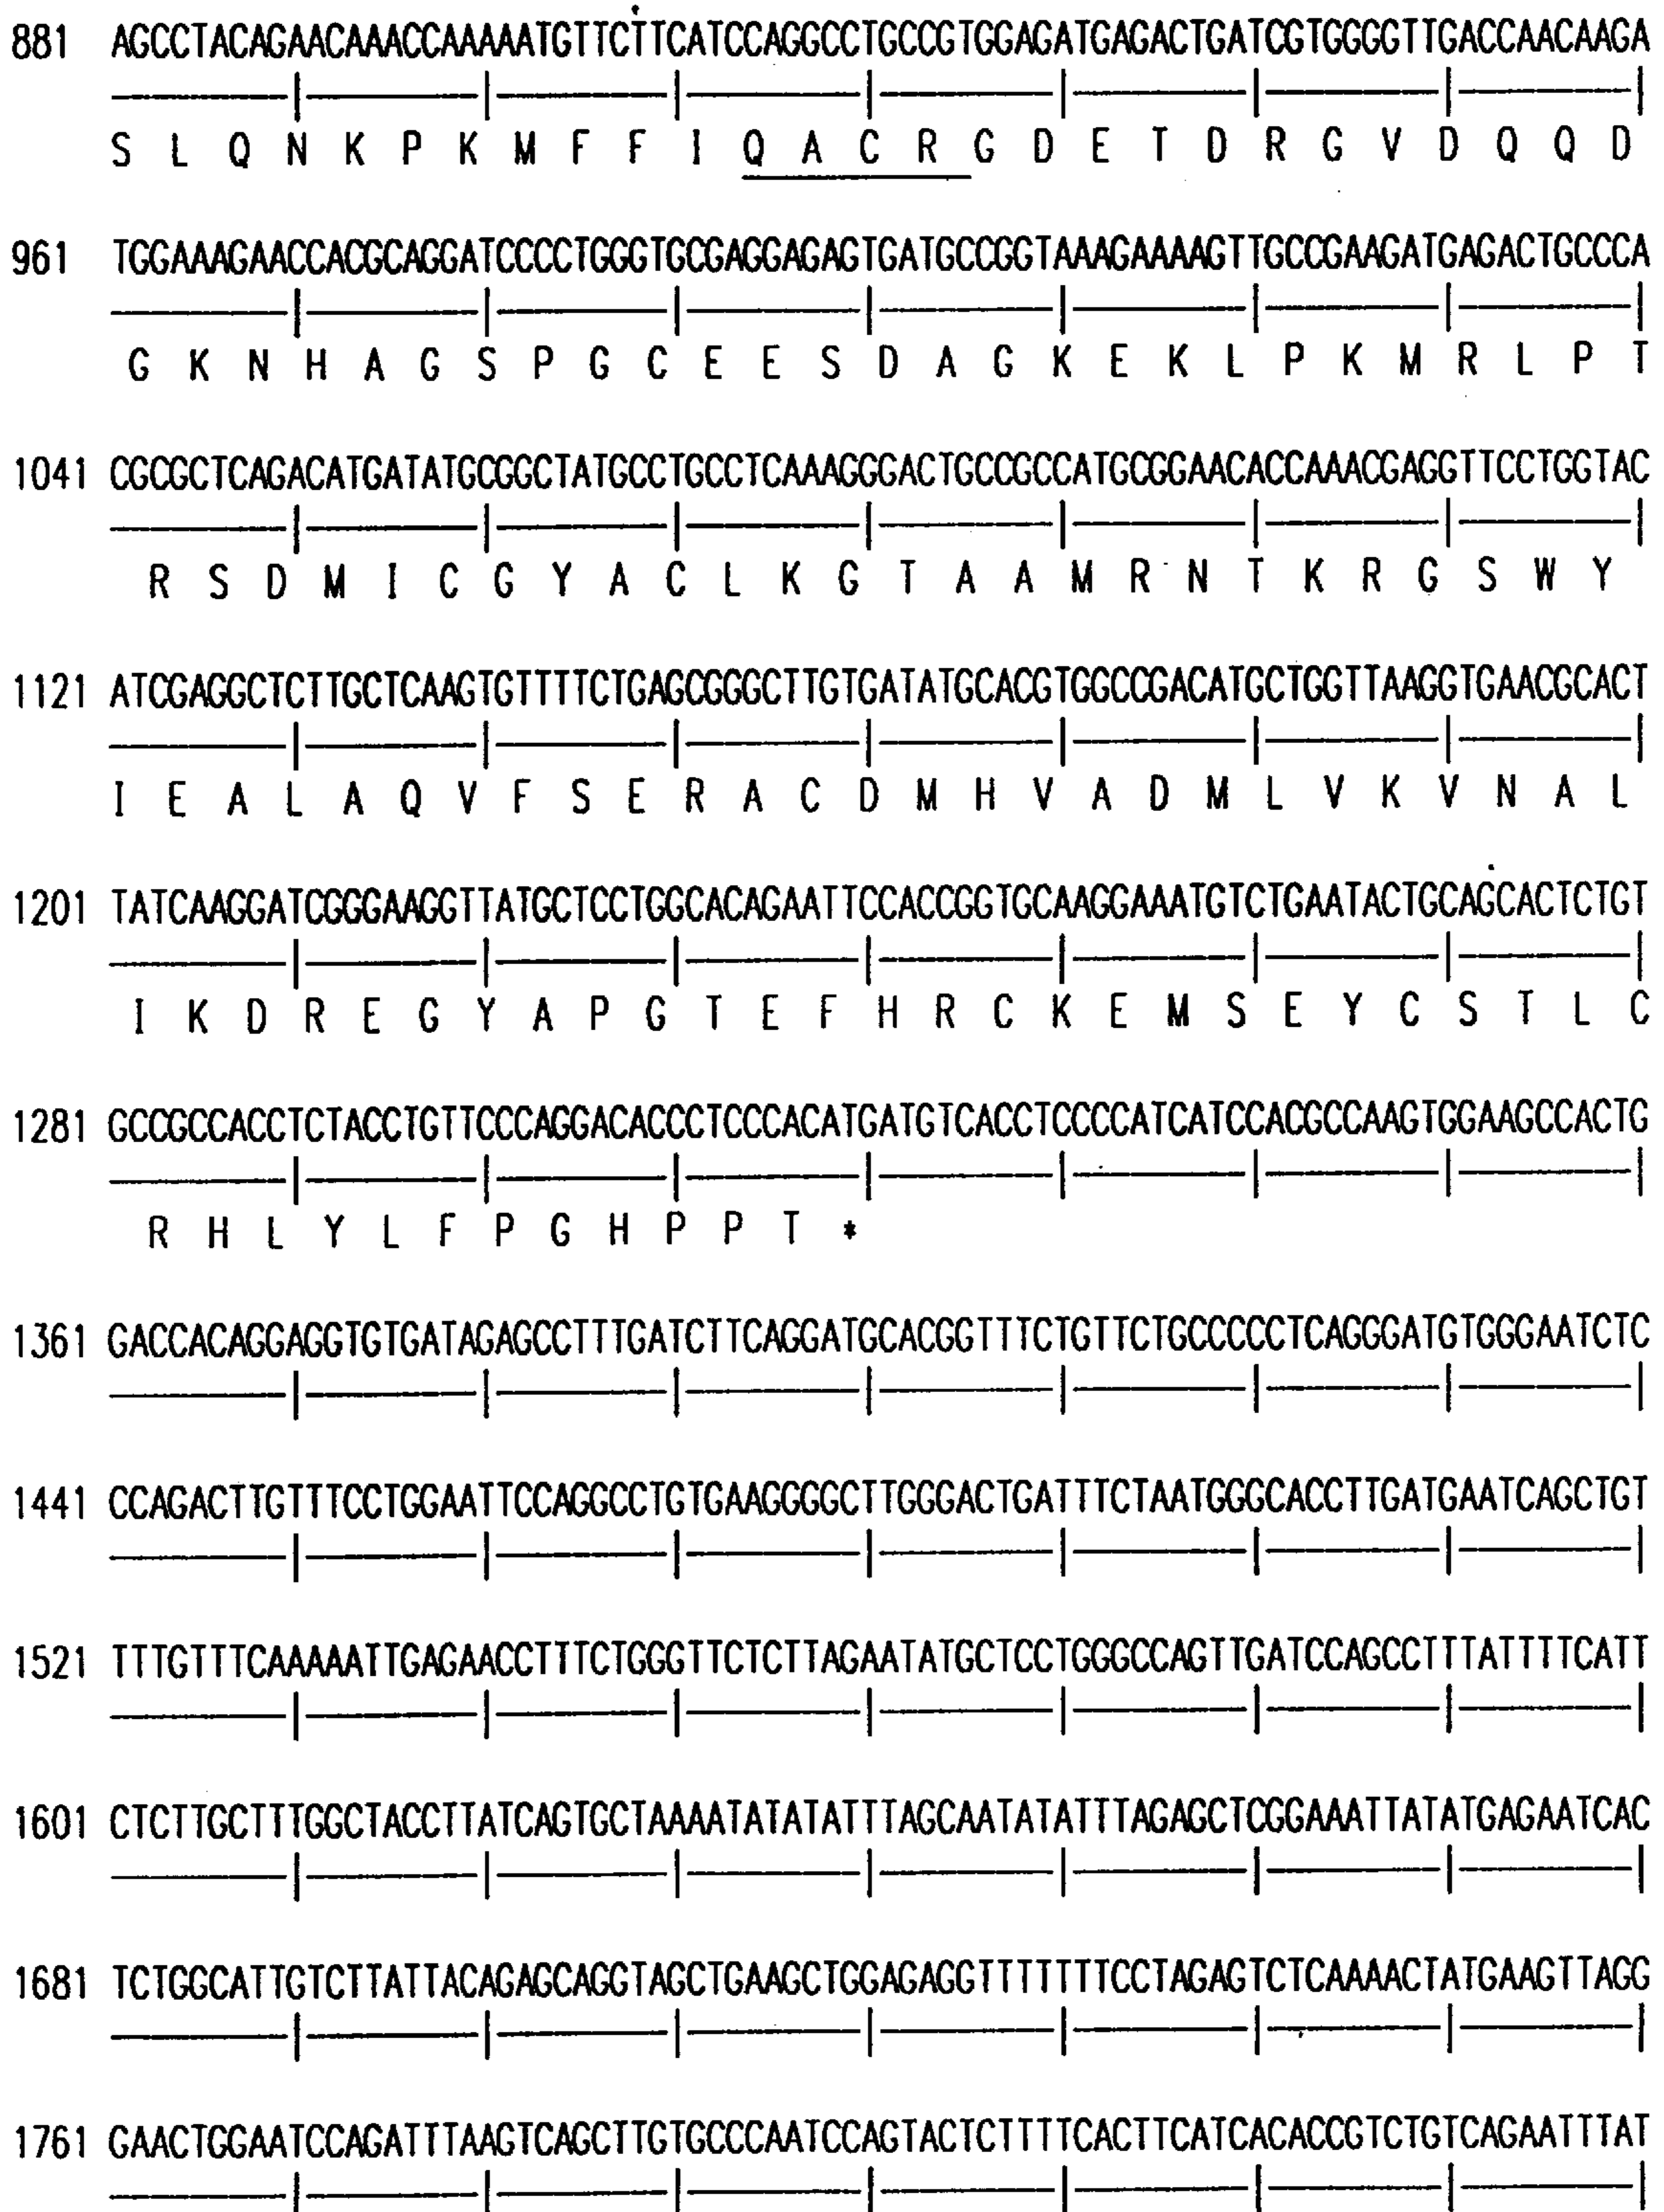 881 AGCCTACAGAACAAACCAAAAATGTTCTTCATCCAGGCCTGCCGTGGAGATGAGACTGATCGTGGGGTTGACCAACAAGA
S L Q N K P K M F F I Q A C R G D E T D R G V D Q Q D
961 TGGAAAGAACCACGCAGGATCCCCTGGGTGCGAGGAGAGTGATGCCGGTAAAGAAAAGTTGCCGAAGATGAGACTGCCCA
G K N H A G S P G C E E S D A G K E K L P K M R L P T
1041 CGCGCTCAGACATGATATGCGGCTATGCCTGCCTCAAAGGGACTGCCGCCATGCGGAACACCAAACGAGGTTCCTGGTAC
R S D M I C G Y A C L K G T A A M R N T K R G S W Y
1121 ATCGAGGCTCTTGCTCAAGTGTTTTCTGAGCGGGCTTGTGATATGCACGTGGCCGACATGCTGGTTAAGGTGAACGCACT
I E A L A Q V F S E R A C D M H V A D M L V K V N A L
1201 TATCAAGGATCGGGAAGGTTATGCTCCTGGCACAGAATTCCACCGGTGCAAGGAAATGTCTGAATACTGCAGCACTCTGT
I K D R E G Y A P G T E F H R C K E M S E Y C S T L C
1281 GCCGCCACCTCTACCTGTTCCCAGGACACCCTCCCACATGATGTCACCTCCCCATCATCCACGCCAAGTGGAAGCCACTG
R H L Y L F P G H P P T *
1361 GACCACAGGAGGTGTGATAGAGCCTTTGATCTTCAGGATGCACGGTTTCTGTTCTGCCCCCTCAGGGATGTGGGAATCTC
1441 CCAGACTTGTTTCCTGGAATTCCAGGCCTGTGAAGGGGCTTGGGACTGATTTCTAATGGGCACCTTGATGAATCAGCTGT
1521 TTTGTTTCAAAAATTGAGAACCTTTCTGGGTTCTCTTAGAATATGCTCCTGGGCCAGTTGATCCAGCCTTTATTTTCATT
1601 CTCTTGCTTTGGCTACCTTATCAGTGCTAAAATATATATTTAGCAATATATTTAGAGCTCGGAAATTATATGAGAATCAC
1681 TCTGGCATTGTCTTATTACAGAGCAGGTAGCTGAAGCTGGAGAGGTTTTTTTTCCTAGAGTCTCAAAACTATGAAGTTAGG
1761 GAACTGGAATCCAGATTTAAGTCAGCTTGTGCCCAATCCAGTACTCTTTTCACTTCATCACACCGTCTGTCAGAATTTAT